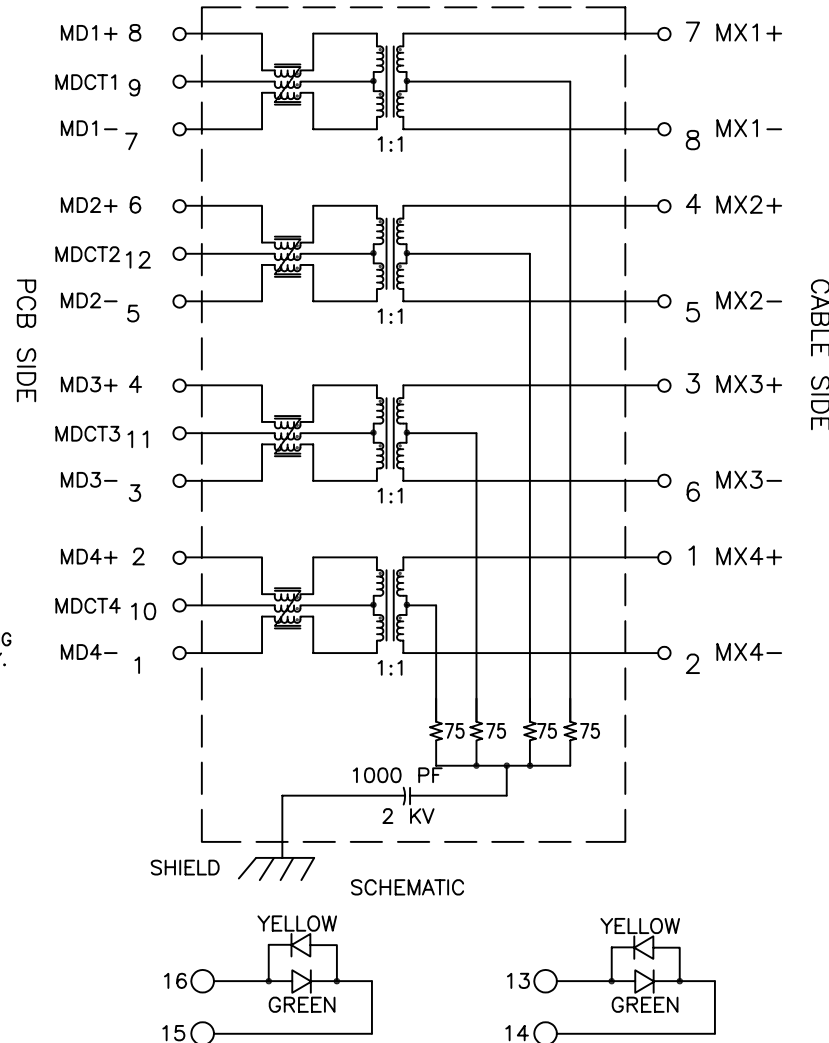 MD1+ 8
7 MX1+
MDCT1 9
MD1- 7
8 MX1-
1:1
MD2+ 6
4 MX2+
MDCT2 12
MD2- 5
5 MX2-
1:1
PCB SIDE
CABLE SIDE
MD3+ 4
3 MX3+
MDCT3 11
MD3- 3
6 MX3-
1:1
MD4+ 2
1 MX4+
MDCT4 10
G
MD4- 1
2 MX4-
1:1
75 75 75 75
1000 PF
2 KV
SHIELD
SCHEMATIC
YELLOW
YELLOW
16
13
GREEN
GREEN
15
14